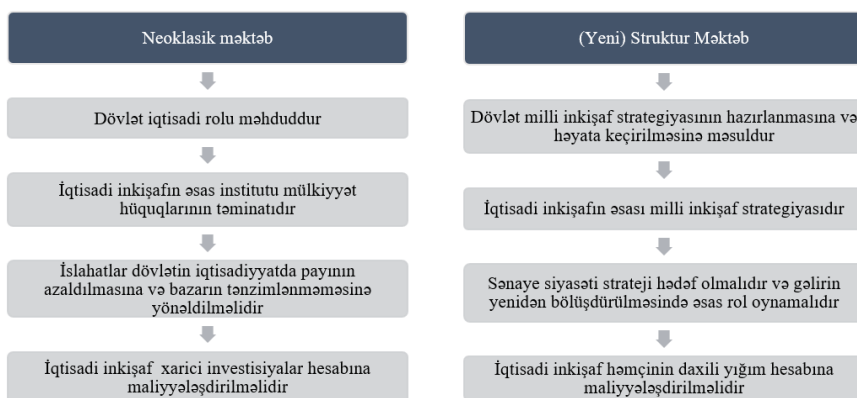 Neoklasik məktəb
Dövlət iqtisadi rolu məhduddur
İqtisadi inkişafın əsas institutu mülkiyyət
hüquqlarının təminatıdır
İslahatlar dövlətin iqtisadiyyatda payının
azaldılmasına və bazarın tənzimlənməməsinə
yönəldilməlidir
İqtisadi inkişaf xarici investisiyalar hesabına
maliyyələşdirilməlidir
(Yeni) Struktur Məktəb
Dövlət milli inkişaf strategiyasının hazırlanmasına və
həyata keçirilməsinə məsuldur
İqtisadi inkişafın əsası milli inkişaf strategiyasıdır
Sənaye siyasəti strateji hədəf olmalıdır və gəlirin
yenidən bölüşdürülməsində əsas rol oynamalıdır
İqtisadi inkişaf həmçinin daxili yığım hesabına
maliyyələşdirilməlidir